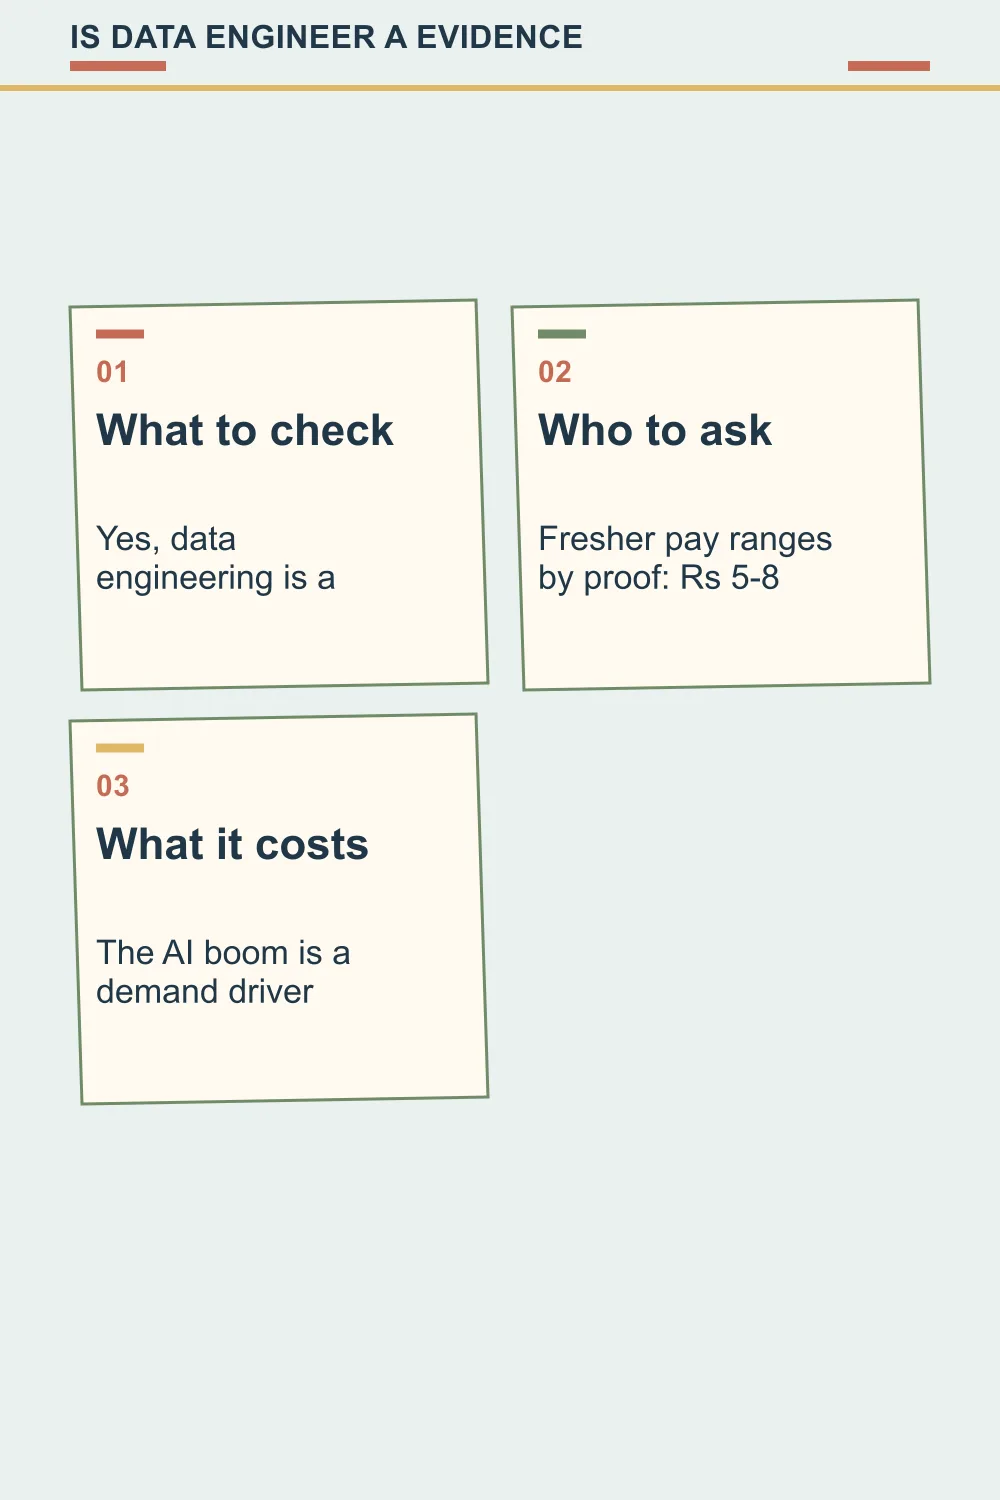 IS DATA ENGINEER A EVIDENCE
01
What to check
Yes, data
engineering is a
02
Who to ask
Fresher pay ranges
by proof: Rs 5-8
03
What it costs
The AI boom is a
demand driver